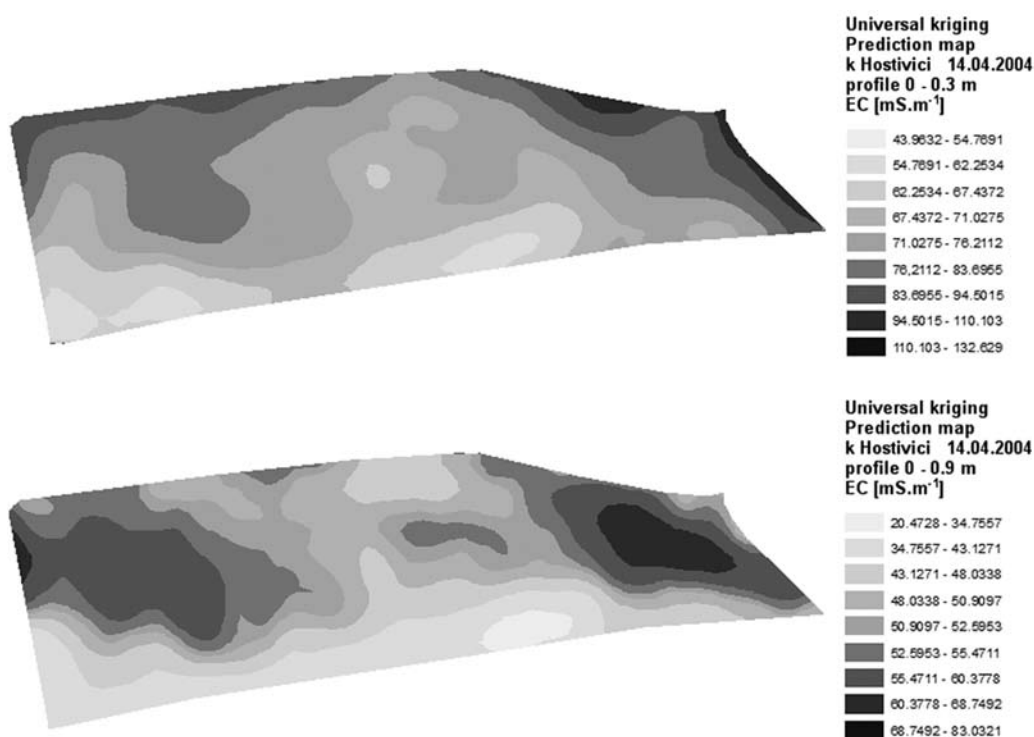 Universal kriging
Prediction map
k Hostivici 14.04.2004
profile 0 - 0.3 m
EC [mS.m⁻¹]
43.9632 - 54.7691
54.7691 - 62.2534
62.2534 - 67.4372
67.4372 - 71.0275
71.0275 - 76.2112
76.2112 - 83.6955
83.6955 - 94.5015
94.5015 - 110.103
110.103 - 132.629
Universal kriging
Prediction map
k Hostivici 14.04.2004
profile 0 - 0.9 m
EC [mS.m⁻¹]
20.4728 - 34.7557
34.7557 - 43.1271
43.1271 - 48.0338
48.0338 - 50.9097
50.9097 - 52.5953
52.5953 - 55.4711
55.4711 - 60.3778
60.3778 - 68.7492
68.7492 - 83.0321